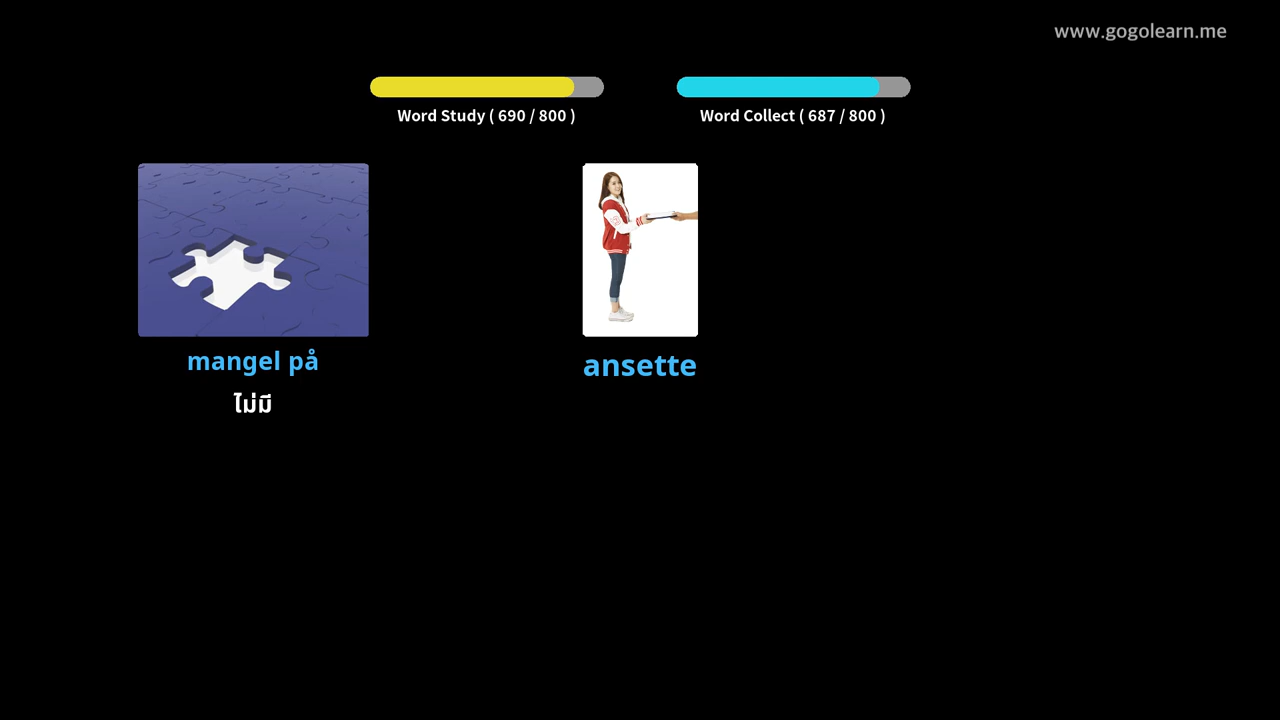 www.gogolearn.me
Word Study ( 690 / 800 )
Word Collect ( 687 / 800 )
mangel på
ไม่มี
ansette